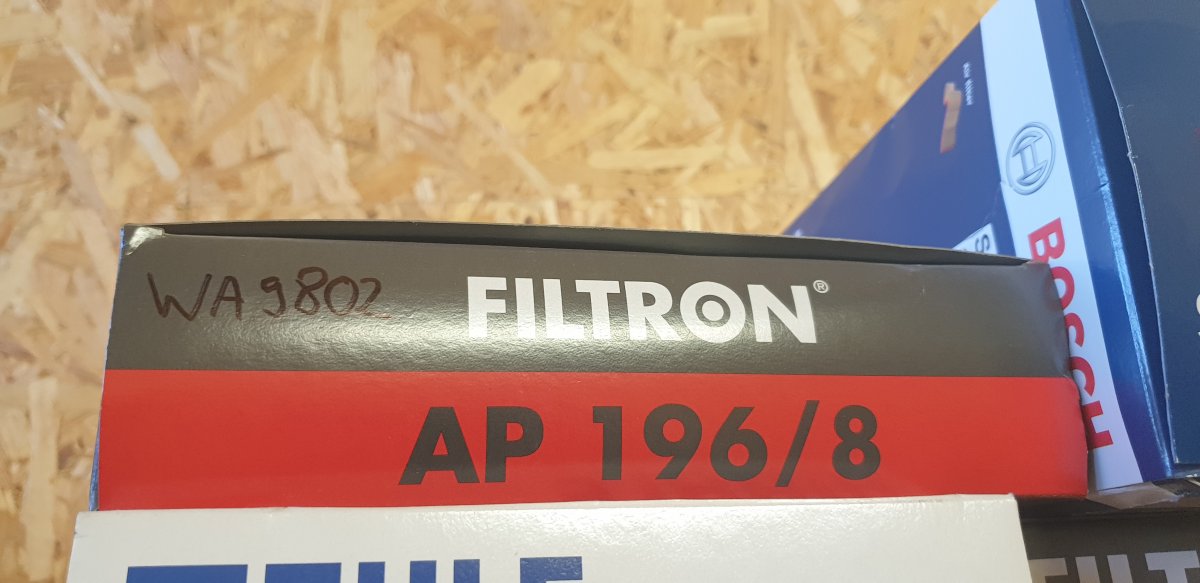 WA9802
FILTRON®
AP 196/8
BOSCH